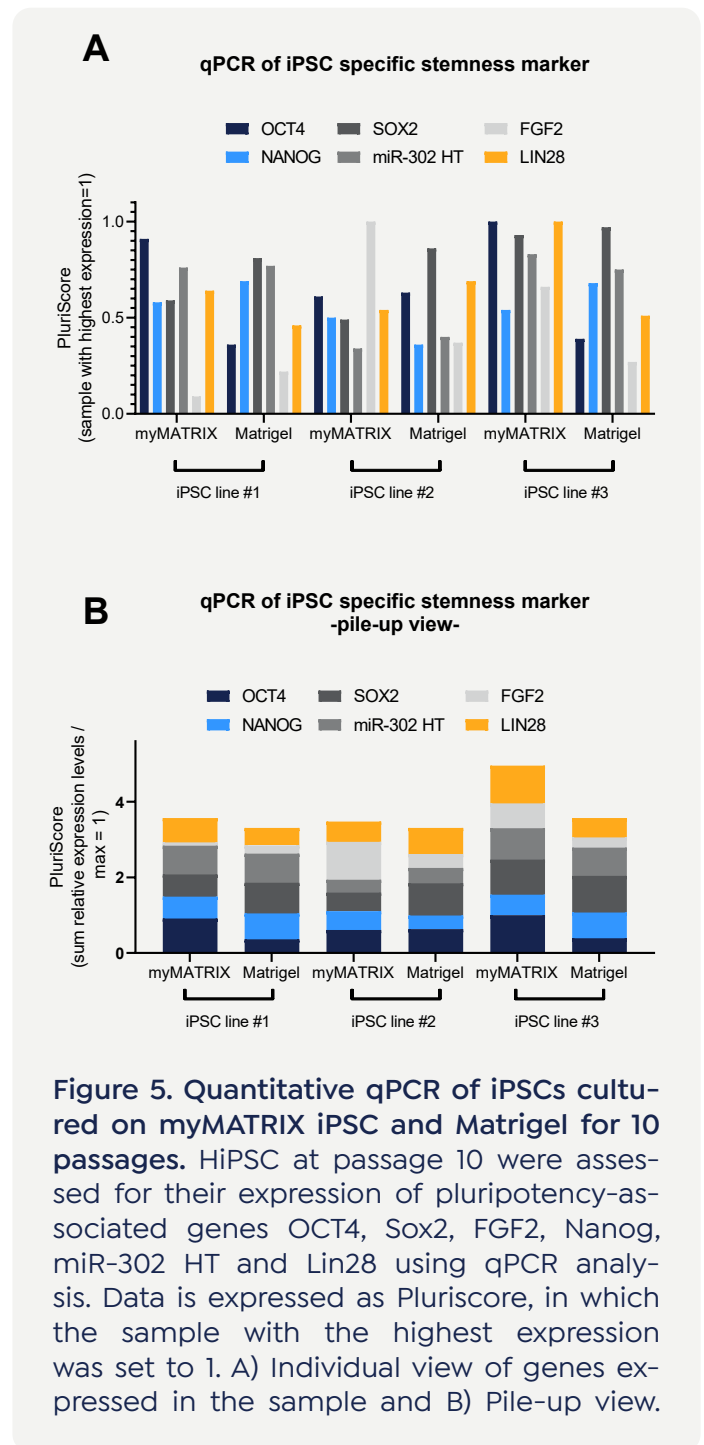 A
qPCR of iPSC specific stemness marker
OCT4 SOX2 FGF2
NANOG miR-302 HT LIN28
PluriScore
(sample with highest expression=1)
1.0
0.5
0.0
myMATRIX Matrigel myMATRIX Matrigel myMATRIX Matrigel
iPSC line #1 iPSC line #2 iPSC line #3
B
qPCR of iPSC specific stemness marker
-pile-up view-
OCT4 SOX2 FGF2
NANOG miR-302 HT LIN28
PluriScore
(sum relative expression levels /
max = 1)
4
2
0
myMATRIX Matrigel myMATRIX Matrigel myMATRIX Matrigel
iPSC line #1 iPSC line #2 iPSC line #3
Figure 5. Quantitative qPCR of iPSCs cultu-
red on myMATRIX iPSC and Matrigel for 10
passages. HiPSC at passage 10 were asses-
sed for their expression of pluripotency-as-
sociated genes OCT4, Sox2, FGF2, Nanog,
miR-302 HT and Lin28 using qPCR analy-
sis. Data is expressed as Pluriscore, in which
the sample with the highest expression
was set to 1. A) Individual view of genes ex-
pressed in the sample and B) Pile-up view.